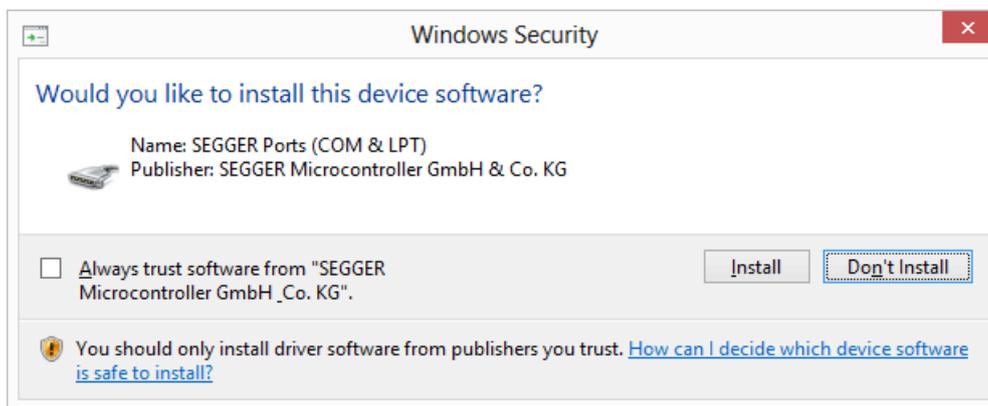 Windows Security
Would you like to install this device software?
Name: SEGGER Ports (COM & LPT)
Publisher: SEGGER Microcontroller GmbH & Co. KG
Always trust software from "SEGGER
Microcontroller GmbH _Co. KG".
Install
Don't Install
You should only install driver software from publishers you trust. How can I decide which device software
is safe to install?